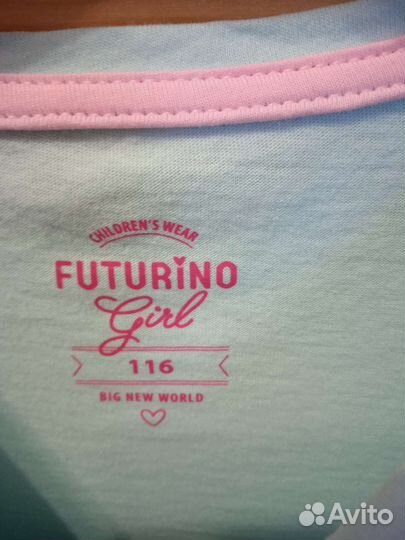 CHILDREN'S WEAR
FUTURINO
Girl
116
BIG NEW WORLD
Avito